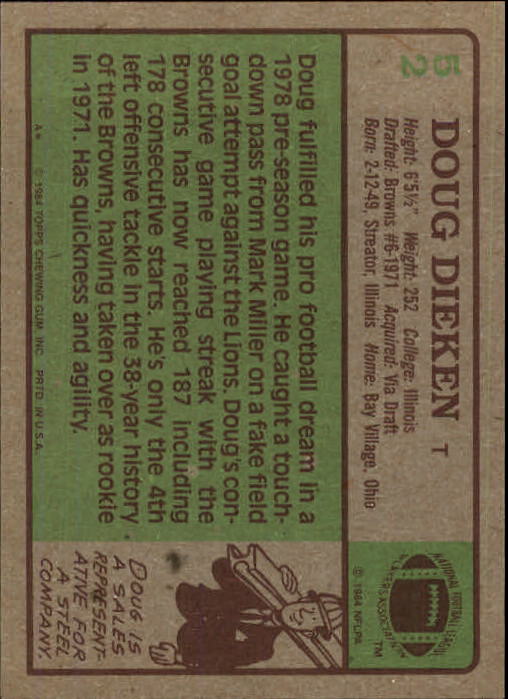 52
DOUG DIEKEN T
Height: 6'5½" Weight: 252 College: Illinois
Drafted: Browns #6-1971 Acquired: Via Draft
Born: 2-12-49, Streator, Illinois Home: Bay Village, Ohio
NATIONAL FOOTBALL LEAGUE
PLAYERS ASSOCIATION
TM
© 1984 NFLPA
Doug fulfilled his pro football dream in a
1978 pre-season game. He caught a touch-
down pass from Mark Miller on a fake field
goal attempt against the Lions. Doug's con-
secutive game playing streak with the
Browns has now reached 187 including
178 consecutive starts. He's only the 4th
left offensive tackle in the 38-year history
of the Browns, having taken over as rookie
in 1971. Has quickness and agility.
DOUG IS
A SALES
REPRESENT-
ATIVE FOR
A STEEL
COMPANY.
A* © 1984 TOPPS CHEWING GUM, INC. PRTD. IN U.S.A.